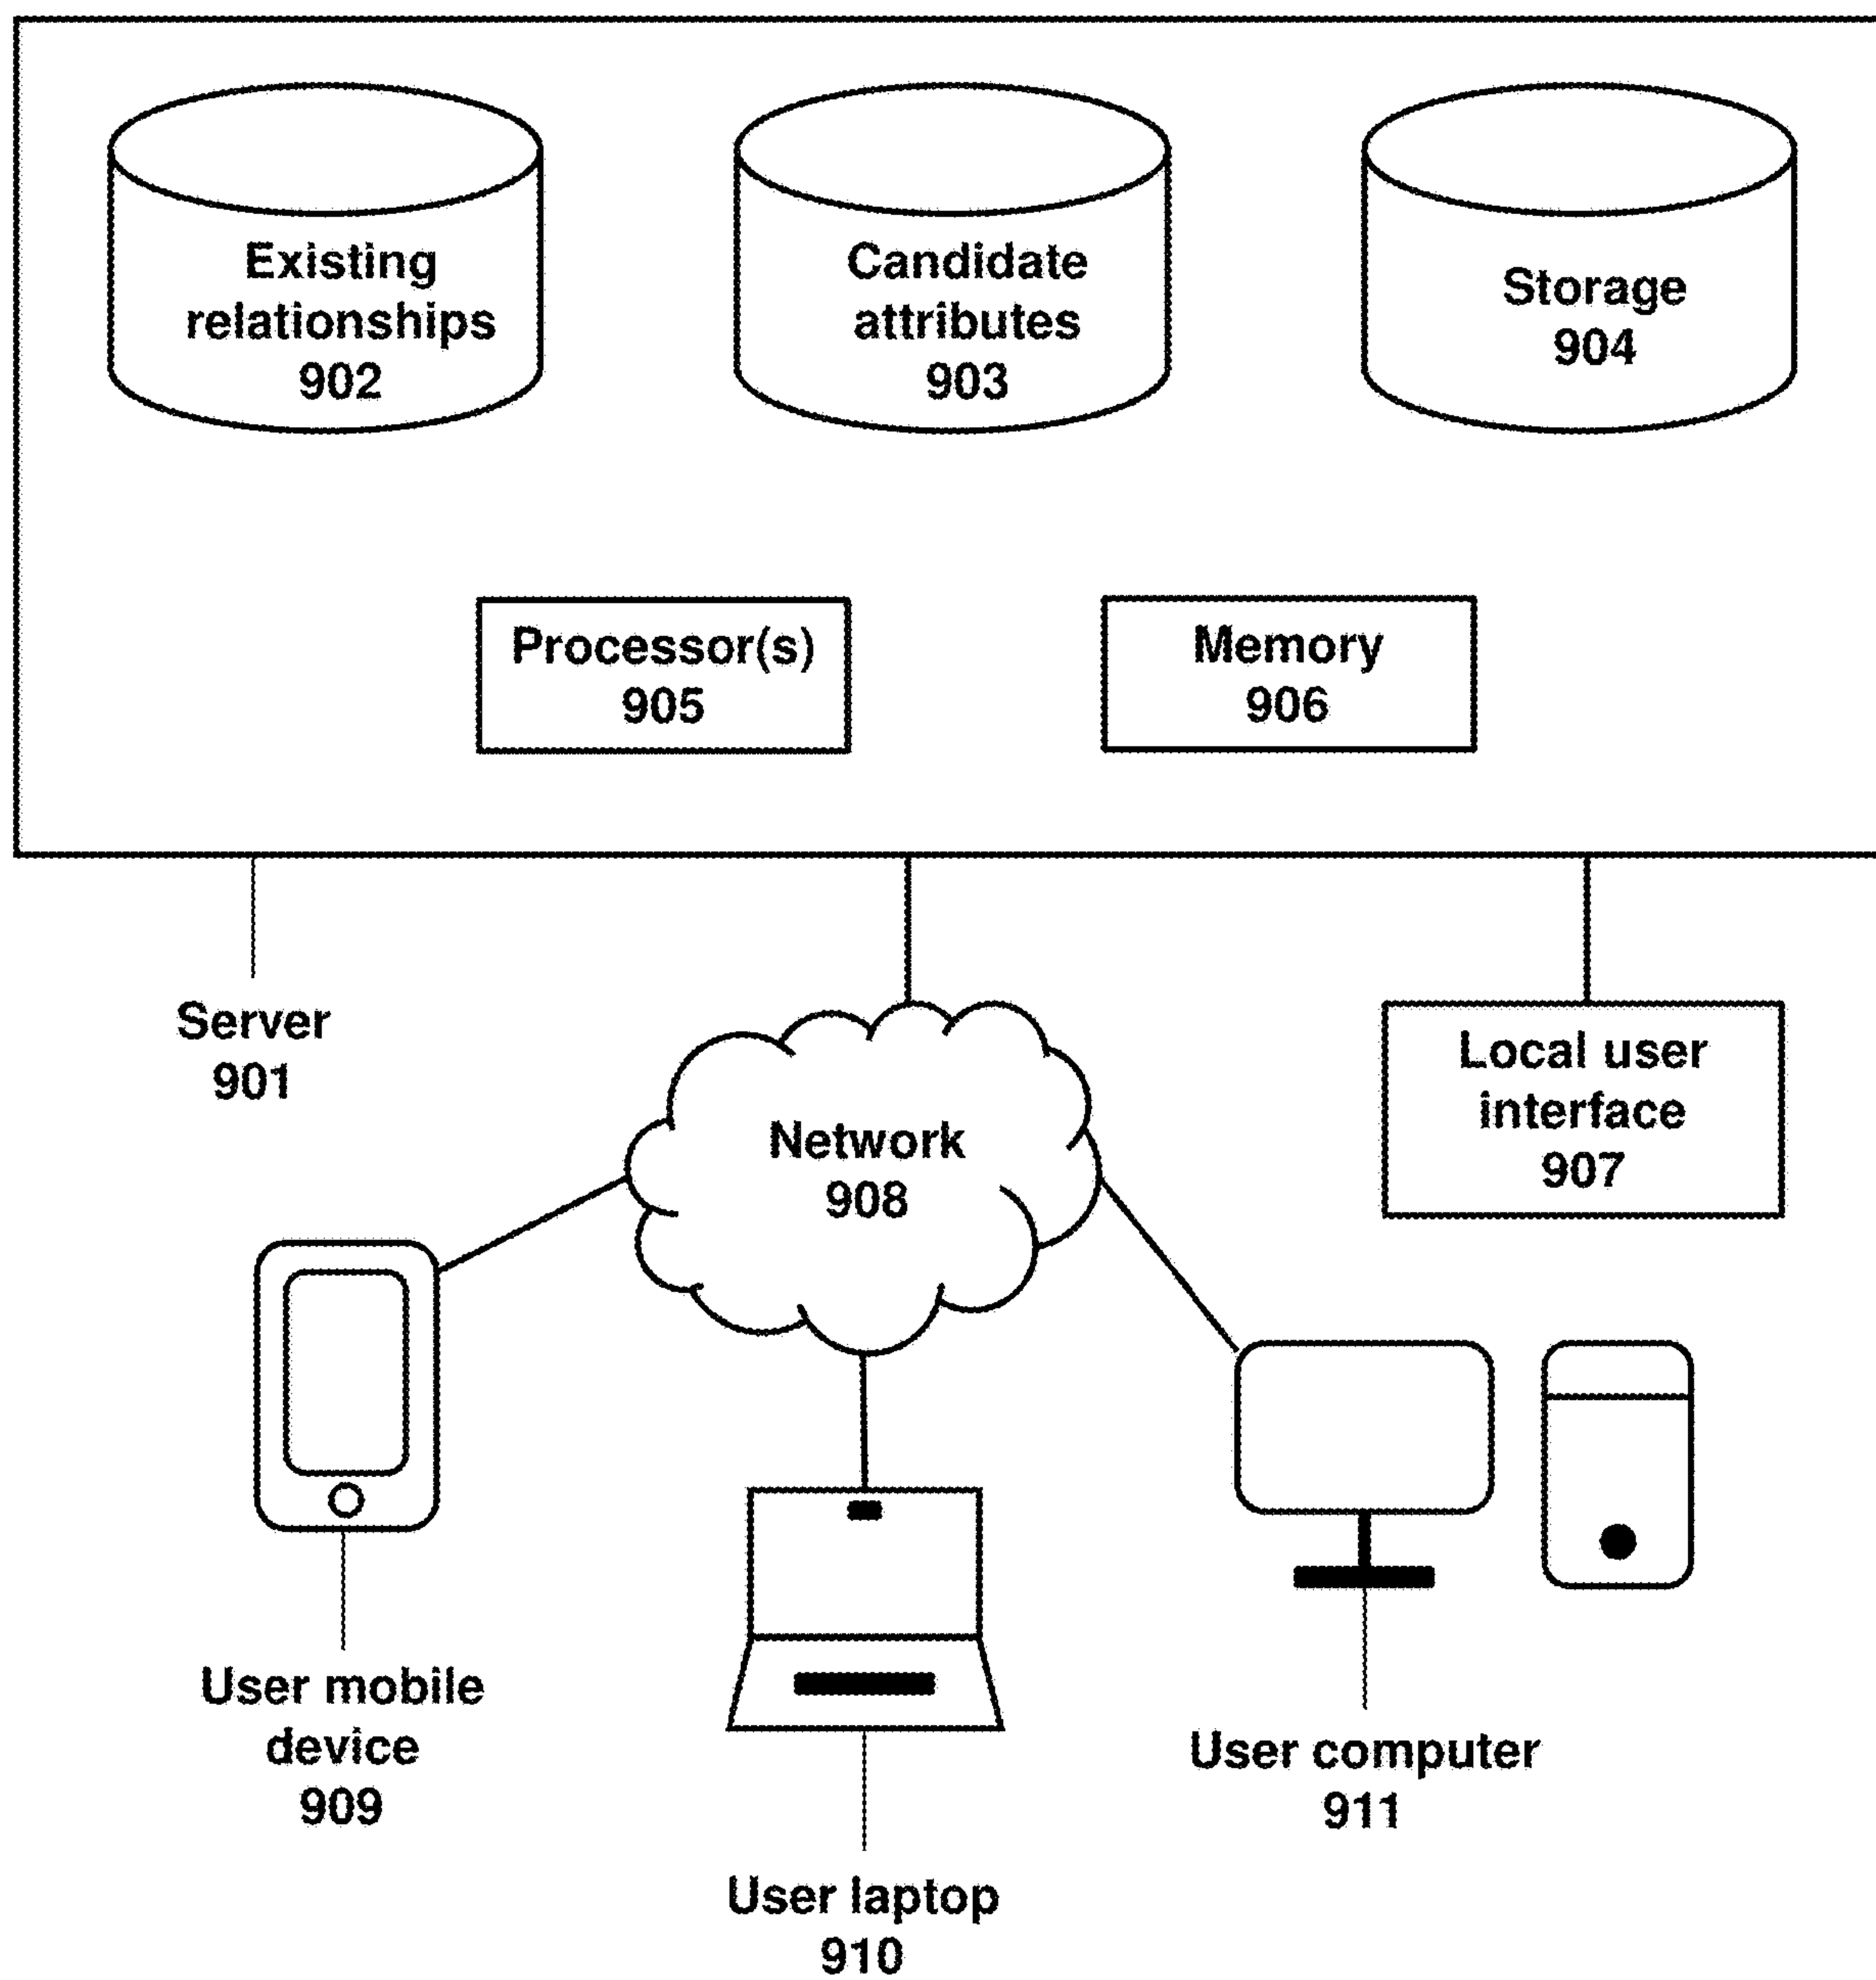 Existing
relationships
902
Candidate
attributes
903
Storage
904
Processor(s)
905
Memory
906
Server
901
Network
908
Local user
interface
907
User mobile
device
909
User laptop
910
User computer
911